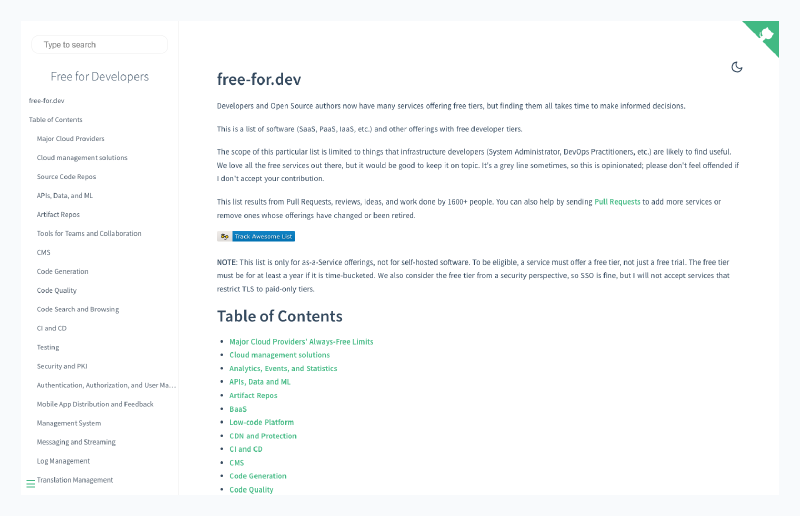 Type to search
Free for Developers
free-for.dev
Table of Contents
Major Cloud Providers
Cloud management solutions
Source Code Repos
APIs, Data, and ML
Artifact Repos
Tools for Teams and Collaboration
CMS
Code Generation
Code Quality
Code Search and Browsing
CI and CD
Testing
Security and PKI
Authentication, Authorization, and User Ma...
Mobile App Distribution and Feedback
Management System
Messaging and Streaming
Log Management
Translation Management
free-for.dev
Developers and Open Source authors now have many services offering free tiers, but finding them all takes time to make informed decisions.
This is a list of software (SaaS, PaaS, IaaS, etc.) and other offerings with free developer tiers.
The scope of this particular list is limited to things that infrastructure developers (System Administrator, DevOps Practitioners, etc.) are likely to find useful.
We love all the free services out there, but it would be good to keep it on topic. It's a grey line sometimes, so this is opinionated; please don't feel offended if
I don't accept your contribution.
This list results from Pull Requests, reviews, ideas, and work done by 1600+ people. You can also help by sending Pull Requests to add more services or
remove ones whose offerings have changed or been retired.
Track Awesome List
NOTE: This list is only for as-a-Service offerings, not for self-hosted software. To be eligible, a service must offer a free tier, not just a free trial. The free tier
must be for at least a year if it is time-bucketed. We also consider the free tier from a security perspective, so SSO is fine, but I will not accept services that
restrict TLS to paid-only tiers.
Table of Contents
Major Cloud Providers' Always-Free Limits
Cloud management solutions
Analytics, Events, and Statistics
APIs, Data and ML
Artifact Repos
BaaS
Low-code Platform
CDN and Protection
CI and CD
CMS
Code Generation
Code Quality